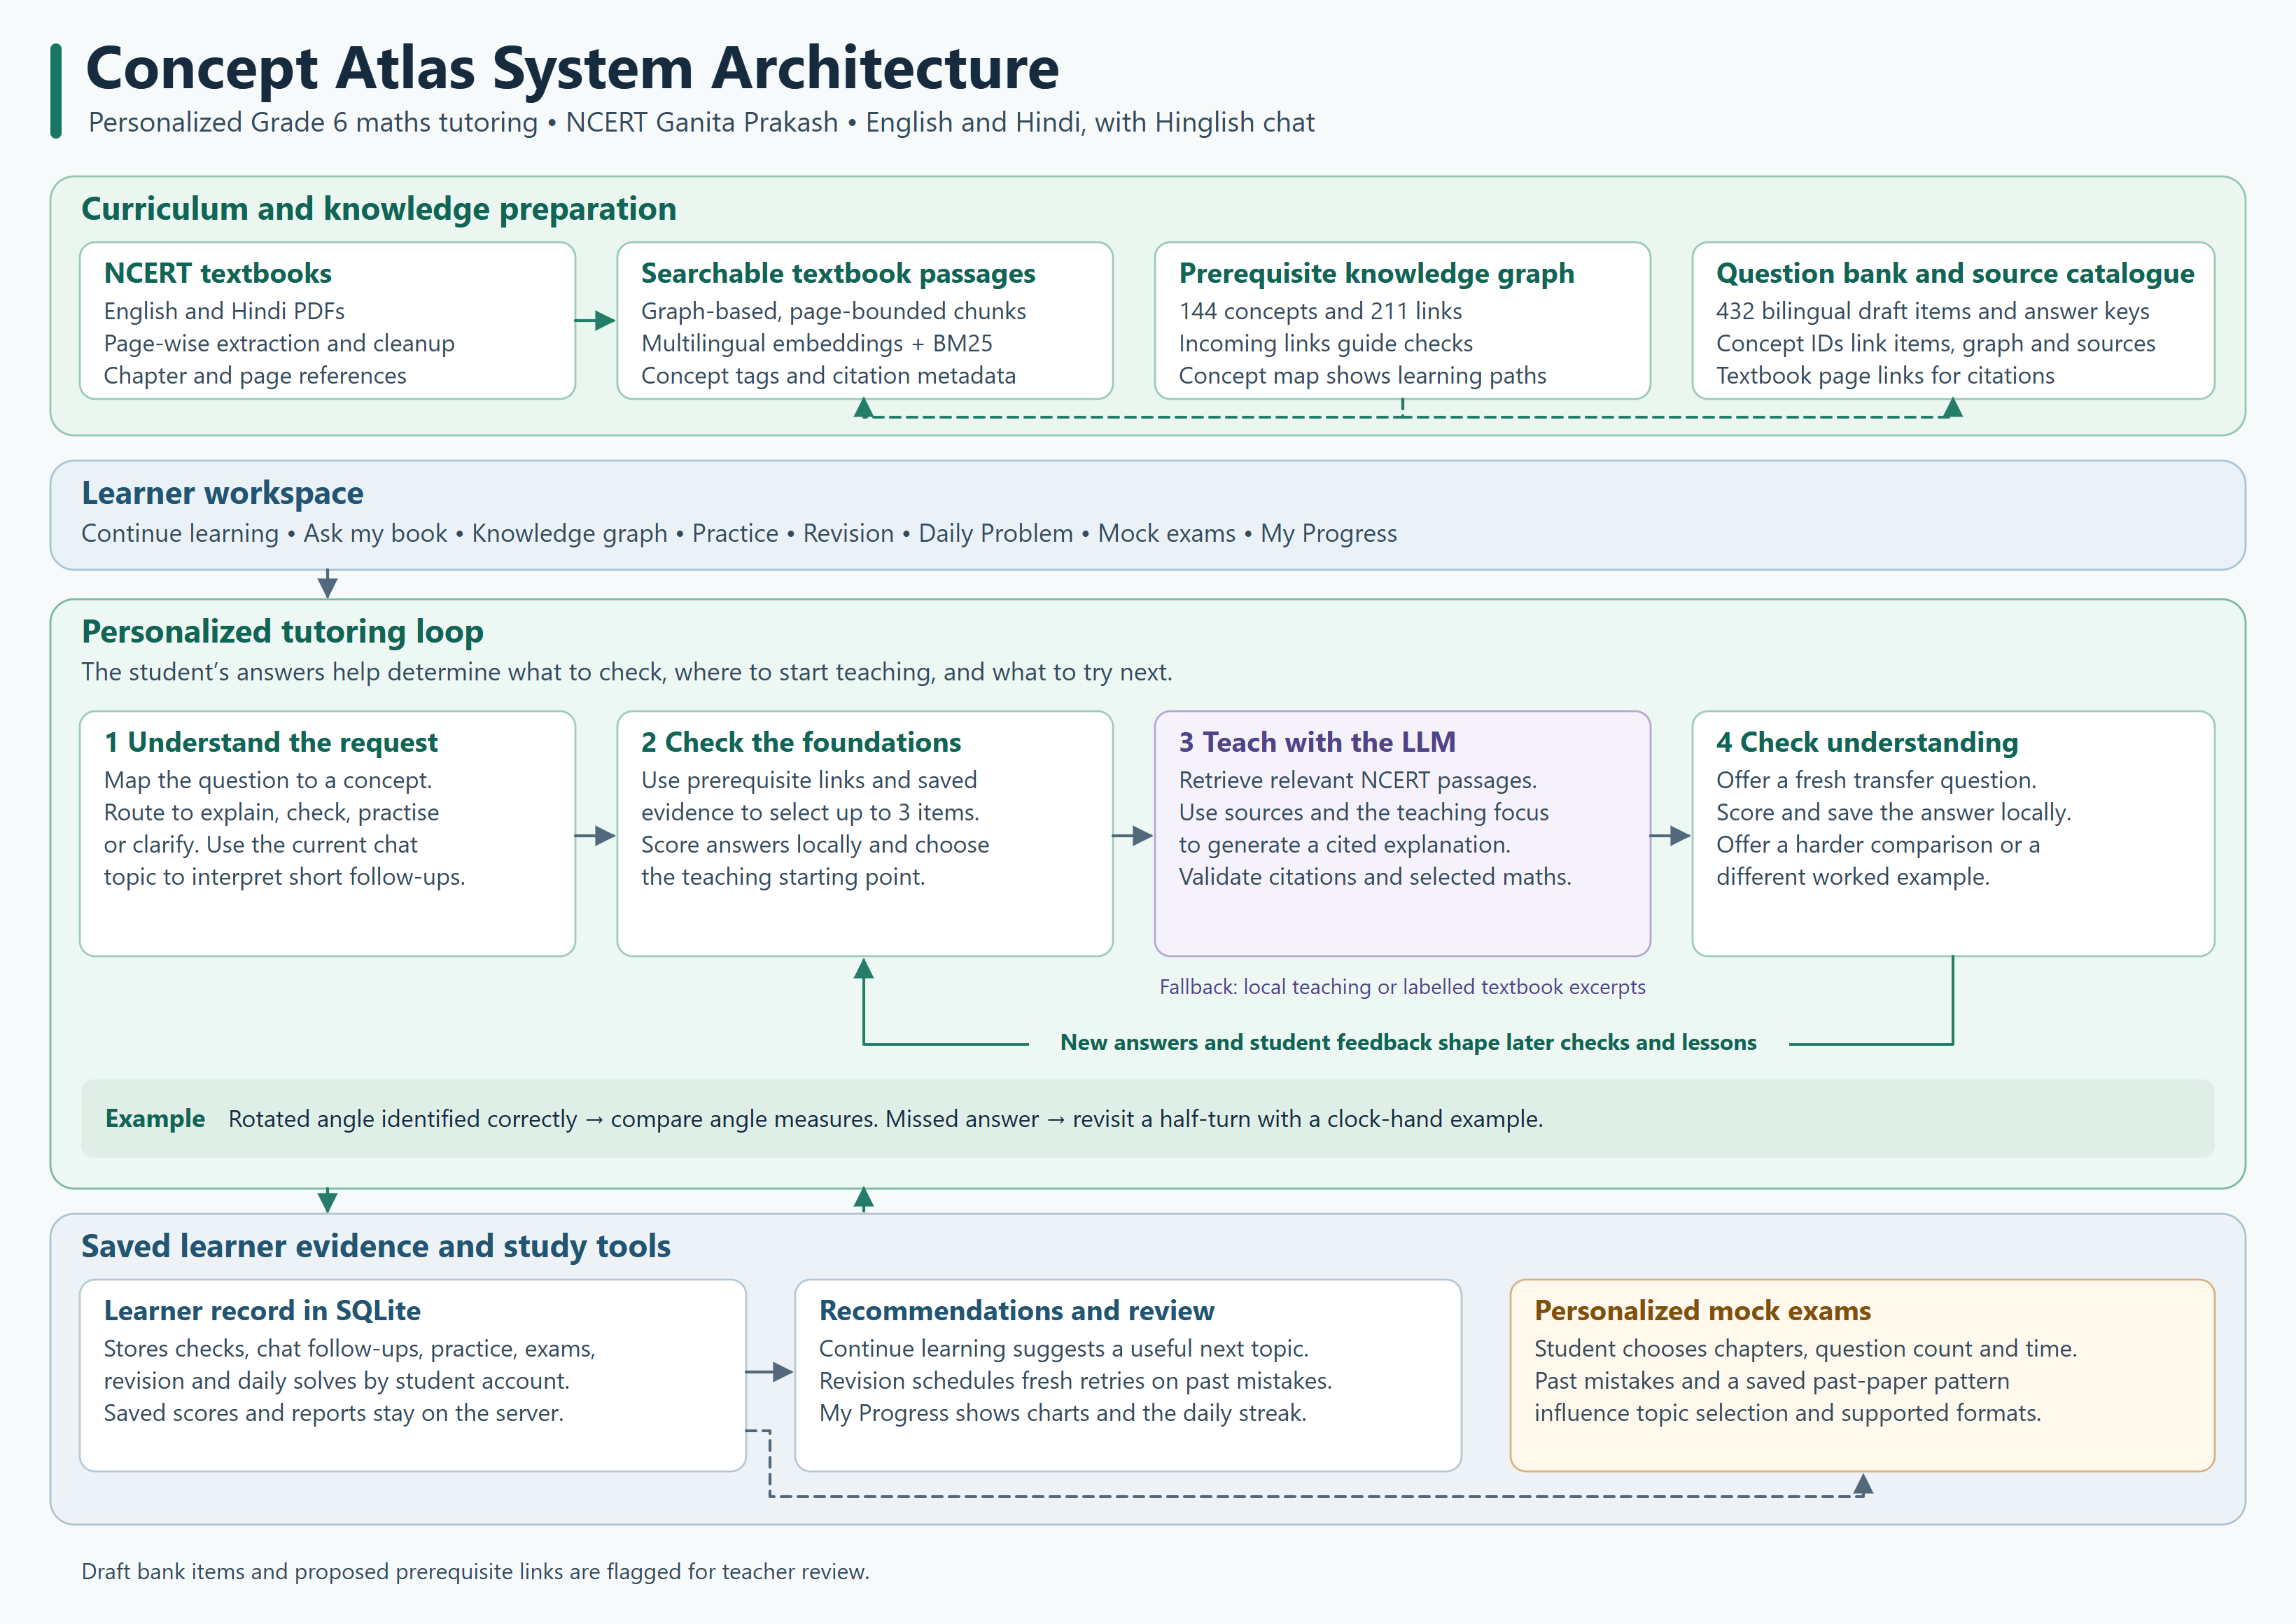 Concept Atlas System Architecture
Personalized Grade 6 maths tutoring • NCERT Ganita Prakash • English and Hindi, with Hinglish chat
Curriculum and knowledge preparation
NCERT textbooks
English and Hindi PDFs
Page-wise extraction and cleanup
Chapter and page references
Searchable textbook passages
Graph-based, page-bounded chunks
Multilingual embeddings + BM25
Concept tags and citation metadata
Prerequisite knowledge graph
144 concepts and 211 links
Incoming links guide checks
Concept map shows learning paths
Question bank and source catalogue
432 bilingual draft items and answer keys
Concept IDs link items, graph and sources
Textbook page links for citations
Learner workspace
Continue learning • Ask my book • Knowledge graph • Practice • Revision • Daily Problem • Mock exams • My Progress
Personalized tutoring loop
The student’s answers help determine what to check, where to start teaching, and what to try next.
1 Understand the request
Map the question to a concept.
Route to explain, check, practise
or clarify. Use the current chat
topic to interpret short follow-ups.
2 Check the foundations
Use prerequisite links and saved
evidence to select up to 3 items.
Score answers locally and choose
the teaching starting point.
3 Teach with the LLM
Retrieve relevant NCERT passages.
Use sources and the teaching focus
to generate a cited explanation.
Validate citations and selected maths.
4 Check understanding
Offer a fresh transfer question.
Score and save the answer locally.
Offer a harder comparison or a
different worked example.
Fallback: local teaching or labelled textbook excerpts
New answers and student feedback shape later checks and lessons
Example Rotated angle identified correctly → compare angle measures. Missed answer → revisit a half-turn with a clock-hand example.
Saved learner evidence and study tools
Learner record in SQLite
Stores checks, chat follow-ups, practice, exams,
revision and daily solves by student account.
Saved scores and reports stay on the server.
Recommendations and review
Continue learning suggests a useful next topic.
Revision schedules fresh retries on past mistakes.
My Progress shows charts and the daily streak.
Personalized mock exams
Student chooses chapters, question count and time.
Past mistakes and a saved past-paper pattern
influence topic selection and supported formats.
Draft bank items and proposed prerequisite links are flagged for teacher review.